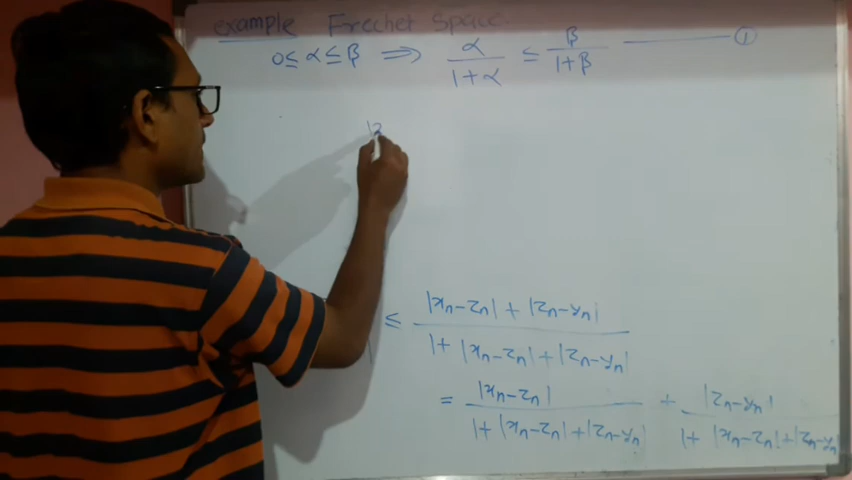 example Frechet Space
0 ≤ α ≤ β ⟹ α/(1+α) ≤ β/(1+β) —— ①
|z
≤ (|xₙ-zₙ| + |zₙ-yₙ|)/(1+ |xₙ-zₙ| + |zₙ-yₙ|)
= |xₙ-zₙ|/(1+|xₙ-zₙ|+|zₙ-yₙ|) + |zₙ-yₙ|/(1+ |xₙ-zₙ|+|zₙ-yₙ|)